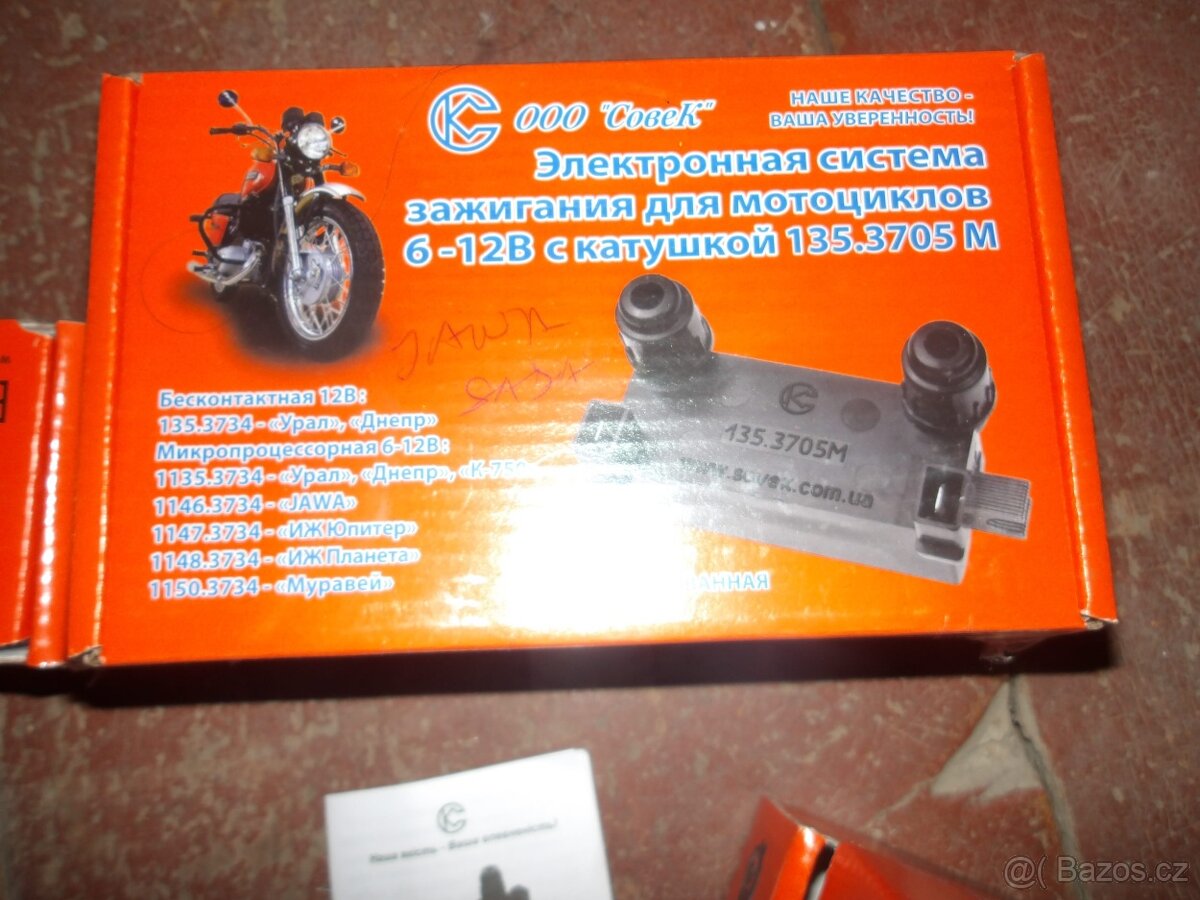 ООО "СовеК"
НАШЕ КАЧЕСТВО -
ВАША УВЕРЕННОСТЬ!
Электронная система
зажигания для мотоциклов
6 -12В с катушкой 135.3705 М
JAWA
Бесконтактная 12В:
135.3734 - «Урал», «Днепр»
Микропроцессорная 6-12В:
1135.3734 - «Урал», «Днепр», «К-750
1146.3734 - «JAWA»
1147.3734 - «ИЖ Юпитер»
1148.3734 - «ИЖ Планета»
1150.3734 - «Муравей»
135.3705М
www.sovek.com.ua
@( Bazos.cz